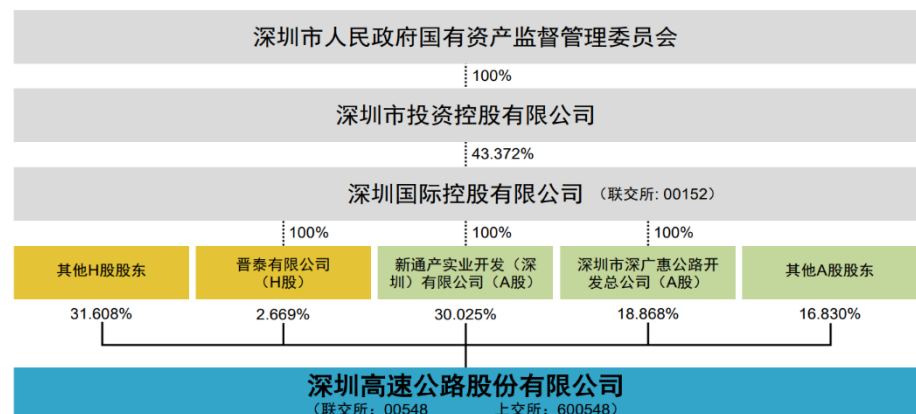 深圳市人民政府国有资产监督管理委员会
100%
深圳市投资控股有限公司
43.372%
深圳国际控股有限公司 （联交所: 00152）
100% 100% 100%
其他H股股东
晋泰有限公司
（H股）
新通产实业开发（深
圳）有限公司（A股）
深圳市深广惠公路开
发总公司（A股）
其他A股股东
31.608% 2.669% 30.025% 18.868% 16.830%
深圳高速公路股份有限公司
（联交所：00548 上交所：600548）